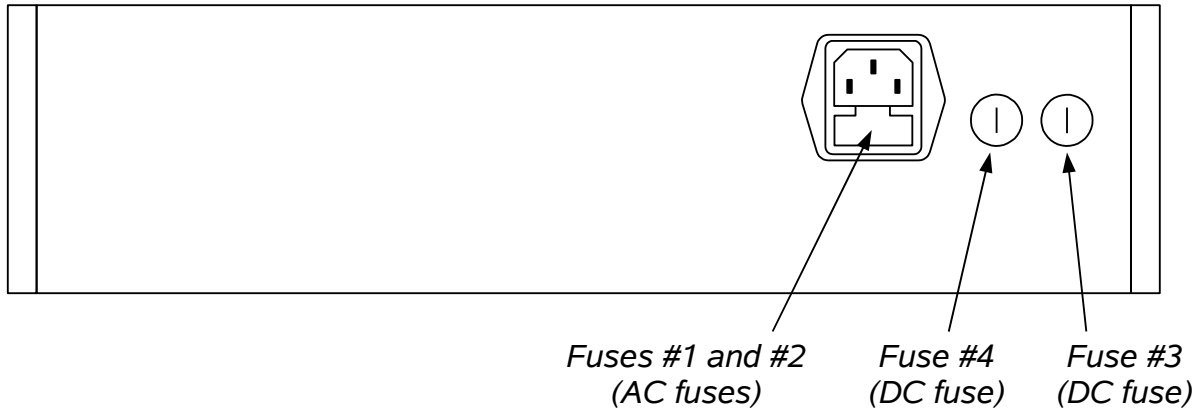 Fuses #1 and #2
(AC fuses)
Fuse #4
(DC fuse)
Fuse #3
(DC fuse)